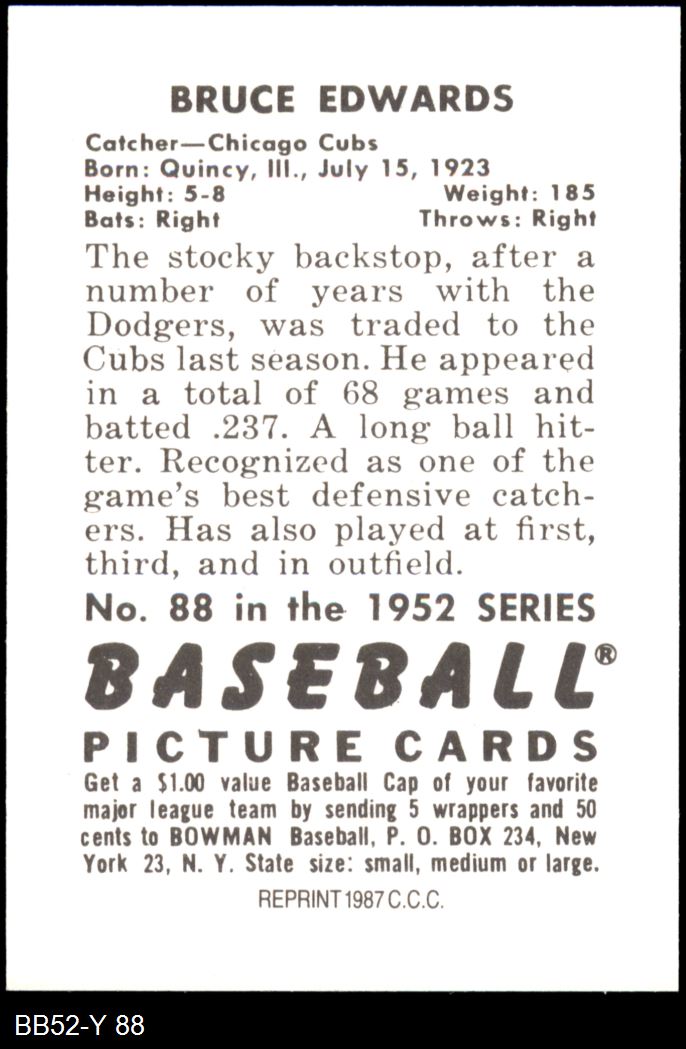 BRUCE EDWARDS
Catcher—Chicago Cubs
Born: Quincy, Ill., July 15, 1923
Height: 5-8 Weight: 185
Bats: Right Throws: Right
The stocky backstop, after a
number of years with the
Dodgers, was traded to the
Cubs last season. He appeared
in a total of 68 games and
batted .237. A long ball hit-
ter. Recognized as one of the
game's best defensive catch-
ers. Has also played at first,
third, and in outfield.
No. 88 in the 1952 SERIES
BASEBALL®
PICTURE CARDS
Get a $1.00 value Baseball Cap of your favorite
major league team by sending 5 wrappers and 50
cents to BOWMAN Baseball, P. O. BOX 234, New
York 23, N. Y. State size: small, medium or large.
REPRINT 1987 C.C.C.
BB52-Y 88